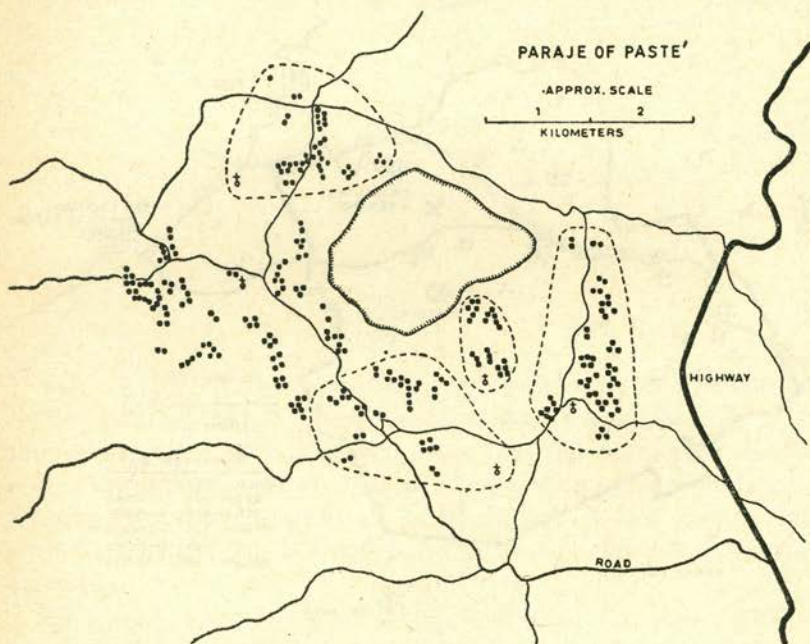 PARAJE OF PASTE'
APPROX. SCALE
1 2
KILOMETERS
HIGHWAY
ROAD